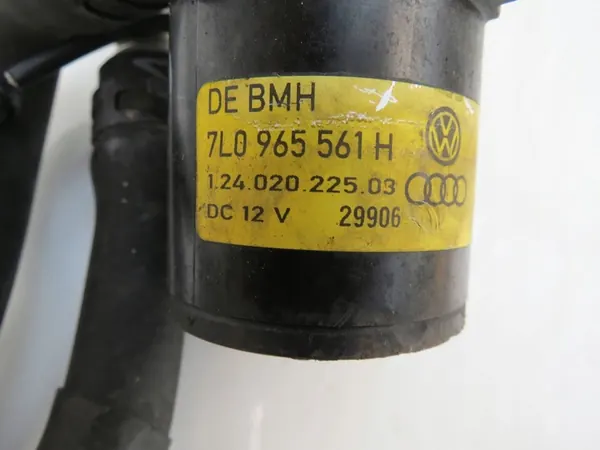 DE BMH
7L0 965 561 H
1.24.020.225.03
DC 12 V 29906